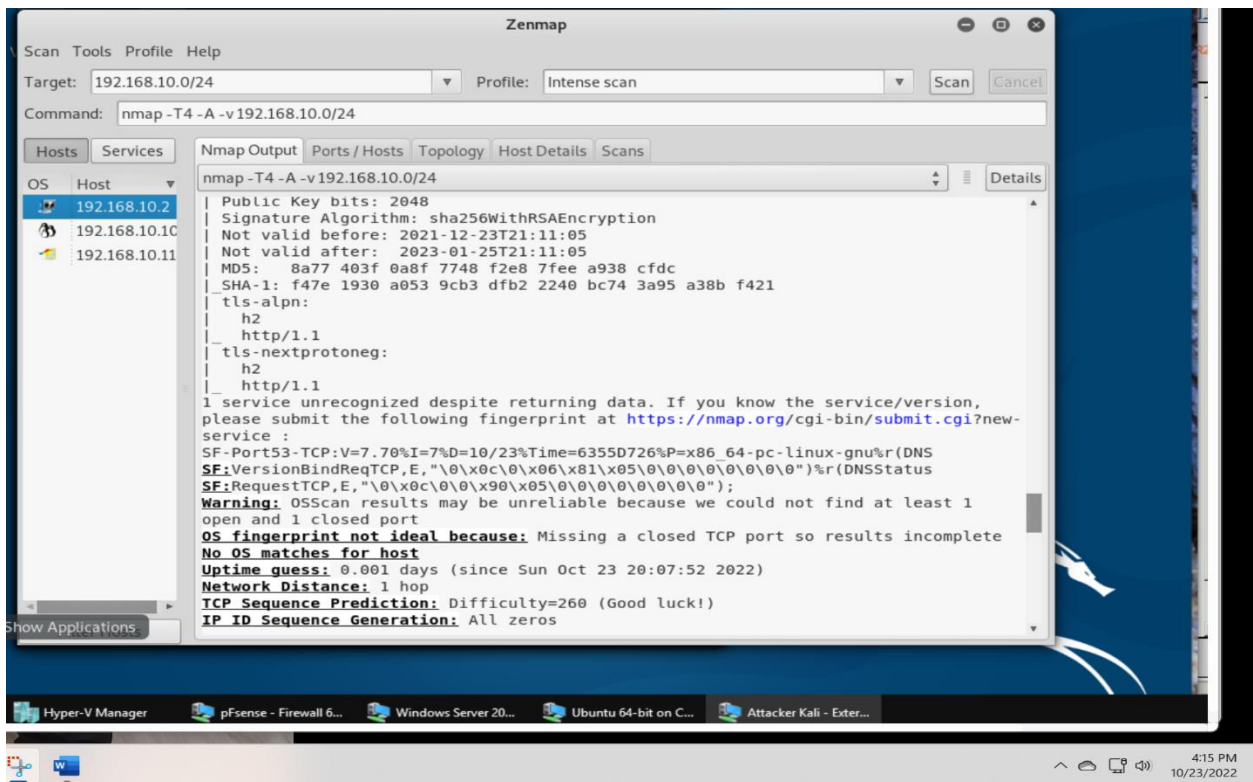 Zenmap
Scan Tools Profile Help
Target: 192.168.10.0/24 Profile: Intense scan Scan Cancel
Command: nmap -T4 -A -v 192.168.10.0/24
Hosts Services Nmap Output Ports / Hosts Topology Host Details Scans
OS Host nmap -T4 -A -v 192.168.10.0/24 Details
192.168.10.2
192.168.10.10
192.168.10.11
| Public Key bits: 2048
| Signature Algorithm: sha256WithRSAEncryption
| Not valid before: 2021-12-23T21:11:05
| Not valid after:  2023-01-25T21:11:05
| MD5:   8a77 403f 0a8f 7748 f2e8 7fee a938 cfdc
|_SHA-1: f47e 1930 a053 9cb3 dfb2 2240 bc74 3a95 a38b f421
| tls-alpn:
|   h2
|_  http/1.1
| tls-nextprotoneg:
|   h2
|_  http/1.1
1 service unrecognized despite returning data. If you know the service/version,
please submit the following fingerprint at https://nmap.org/cgi-bin/submit.cgi?new-
service :
SF-Port53-TCP:V=7.70%I=7%D=10/23%Time=6355D726%P=x86_64-pc-linux-gnu%r(DNS
SF:VersionBindReqTCP,E,"\0\x0c\0\x06\x81\x05\0\0\0\0\0\0\0\0")%r(DNSStatus
SF:RequestTCP,E,"\0\x0c\0\0\x90\x05\0\0\0\0\0\0\0\0");
Warning: OSScan results may be unreliable because we could not find at least 1
open and 1 closed port
OS fingerprint not ideal because: Missing a closed TCP port so results incomplete
No OS matches for host
Uptime guess: 0.001 days (since Sun Oct 23 20:07:52 2022)
Network Distance: 1 hop
TCP Sequence Prediction: Difficulty=260 (Good luck!)
IP ID Sequence Generation: All zeros
Show Applications
Hyper-V Manager pFsense - Firewall 6... Windows Server 20... Ubuntu 64-bit on C... Attacker Kali - Exter...
4:15 PM
10/23/2022